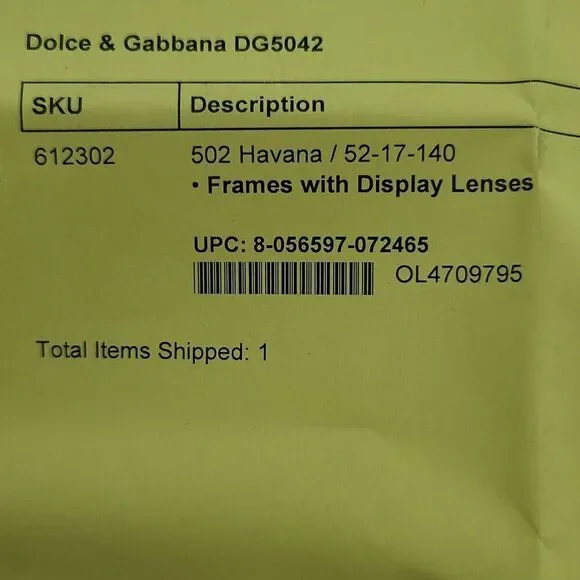 Dolce & Gabbana DG5042
SKU Description
612302 502 Havana / 52-17-140
• Frames with Display Lenses
UPC: 8-056597-072465
OL4709795
Total Items Shipped: 1